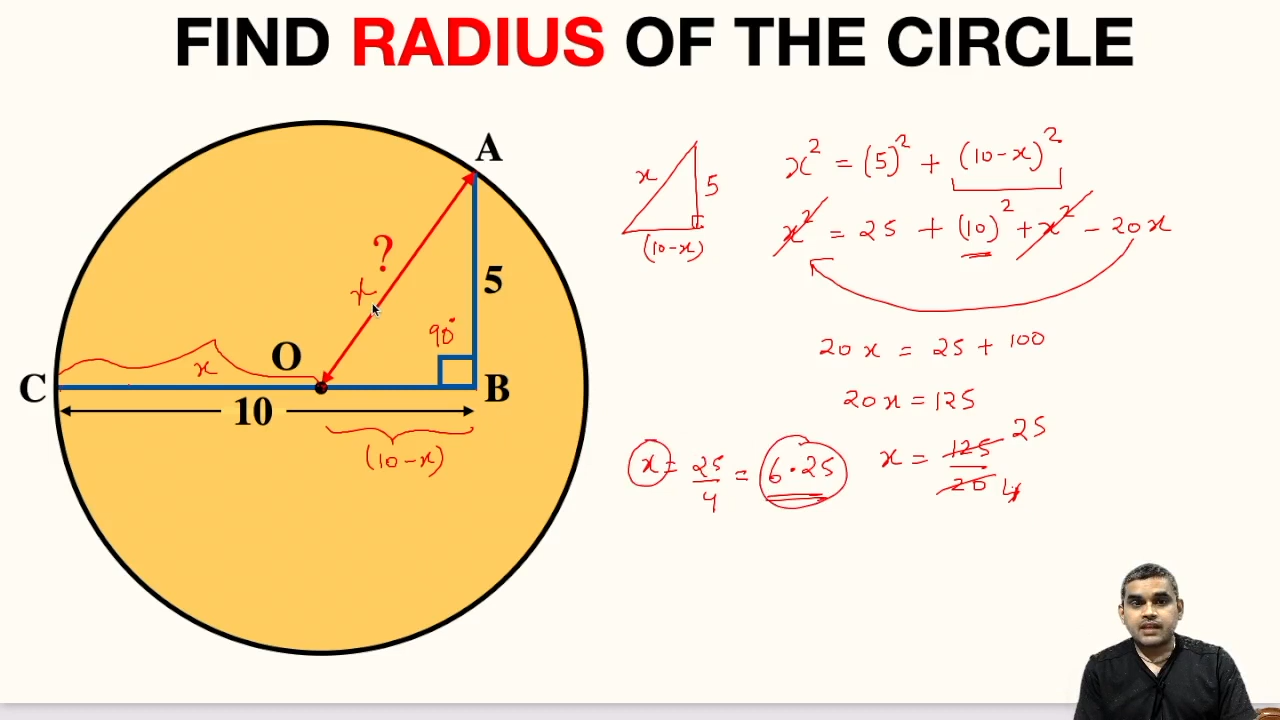 FIND RADIUS OF THE CIRCLE
A
?
x
5
90°
O
x
C
B
10
(10-x)
x
5
(10-x)
x² = (5)² + (10-x)²
x² = 25 + (10)² + x² - 20x
20x = 25 + 100
20x = 125
x = 125 25
20 4
x = 25 = 6.25
4